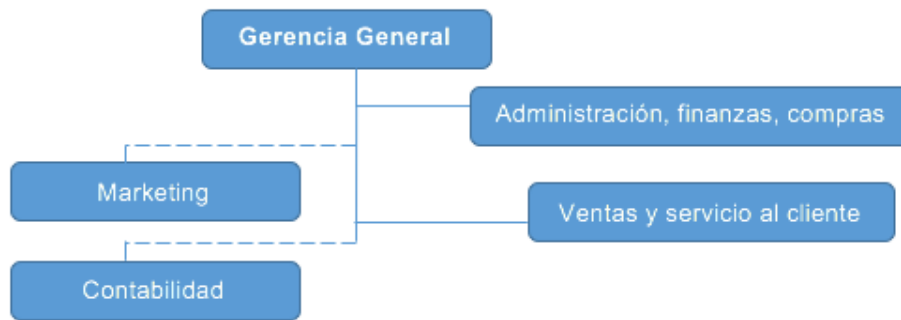 Gerencia General
Administración, finanzas, compras
Marketing
Ventas y servicio al cliente
Contabilidad